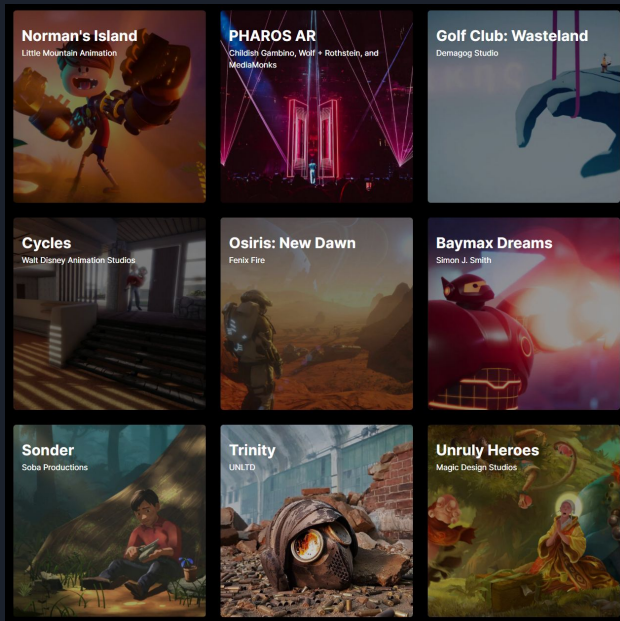 Norman's Island
Little Mountain Animation
PHAROS AR
Childish Gambino, Wolf + Rothstein, and
MediaMonks
Golf Club: Wasteland
Demagog Studio
Cycles
Walt Disney Animation Studios
Osiris: New Dawn
Fenix Fire
Baymax Dreams
Simon J. Smith
Sonder
Soba Productions
Trinity
UNLTD
Unruly Heroes
Magic Design Studios